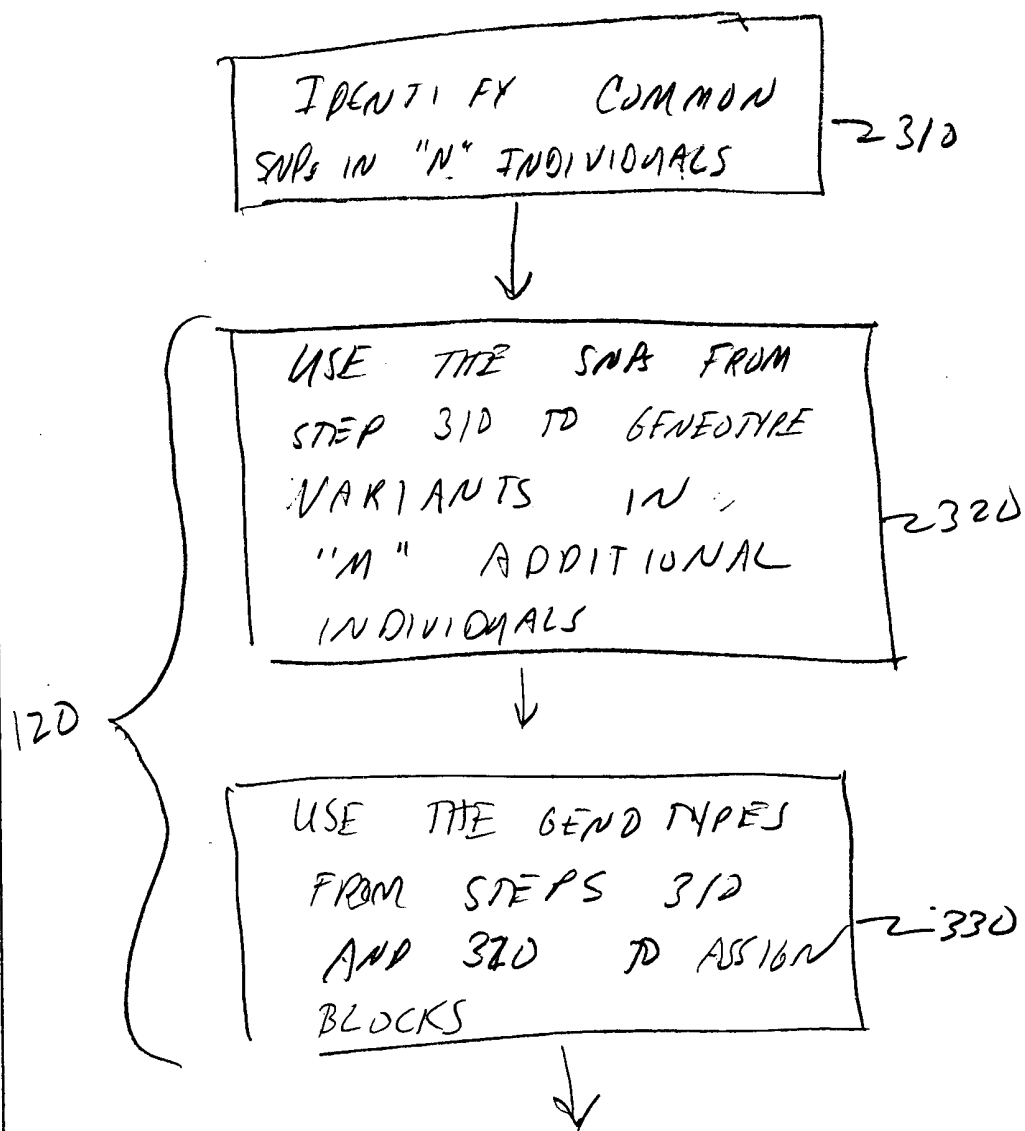 IDENTIFY COMMON
SNPs IN "N" INDIVIDUALS
310
USE THE SNPs FROM
STEP 310 TO GENEOTYPE
VARIANTS IN
"M" ADDITIONAL
INDIVIDUALS
320
120
USE THE GENOTYPES
FROM STEPS 310
AND 320 TO ASSIGN
BLOCKS
330